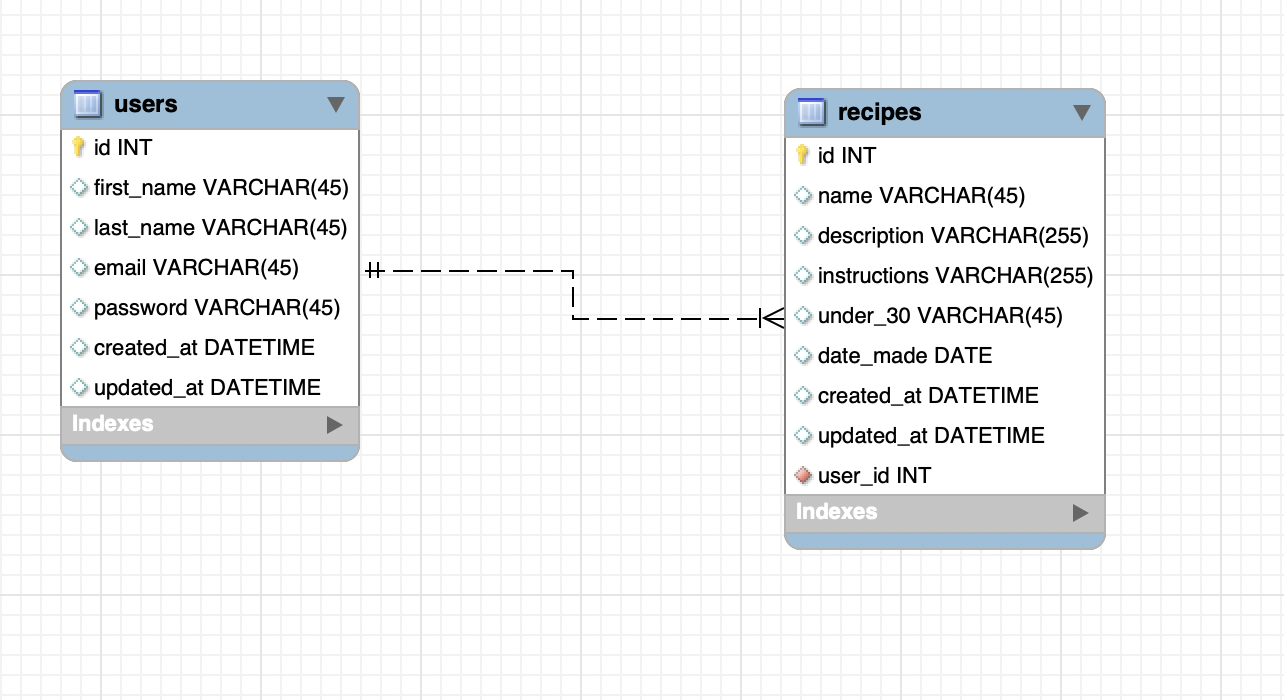 users
id INT
first_name VARCHAR(45)
last_name VARCHAR(45)
email VARCHAR(45)
password VARCHAR(45)
created_at DATETIME
updated_at DATETIME
Indexes
recipes
id INT
name VARCHAR(45)
description VARCHAR(255)
instructions VARCHAR(255)
under_30 VARCHAR(45)
date_made DATE
created_at DATETIME
updated_at DATETIME
user_id INT
Indexes